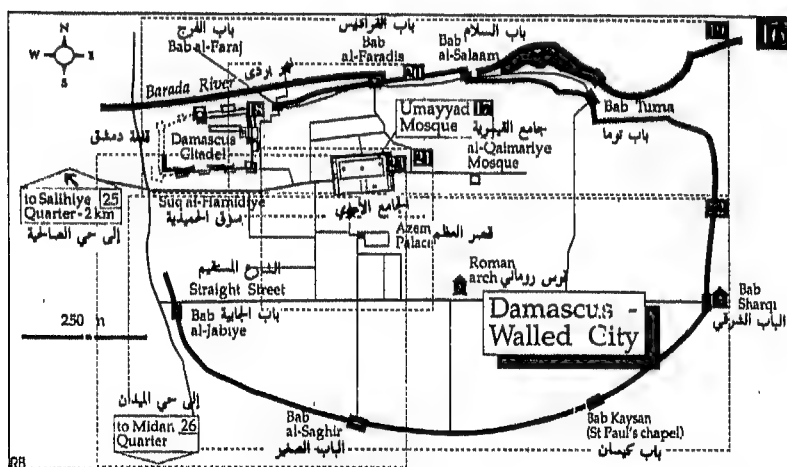 N
W
E
S
باب الفرج
Bab al-Faraj
باب الفراديس
Bab
al-Faradis
باب السلام
Bab
al-Salaam
17
Barada River
بردى
20
18
Umayyad
Mosque 16
Bab Tuma
باب توما
قلعة دمشق
Damascus
Citadel
جامع القيمرية
al-Qaimariye
Mosque
21
to Salihiye 25
Quarter - 2 km
إلى حي الصالحية
Suq al-Hamidiye
سوق الحميدية
الجامع الأموي
Azem
Palace
قصر العظم
الشارع المستقيم
Straight Street
Roman
arch
قوس روماني
Damascus -
Walled City
Bab
Sharqi
الباب الشرقي
250 m
Bab
al-Jabiye
باب الجابية
إلى حي الميدان
to Midan 26
Quarter
Bab
al-Saghir
الباب الصغير
Bab Kaysan
(St Paul's chapel)
باب كيسان
RB